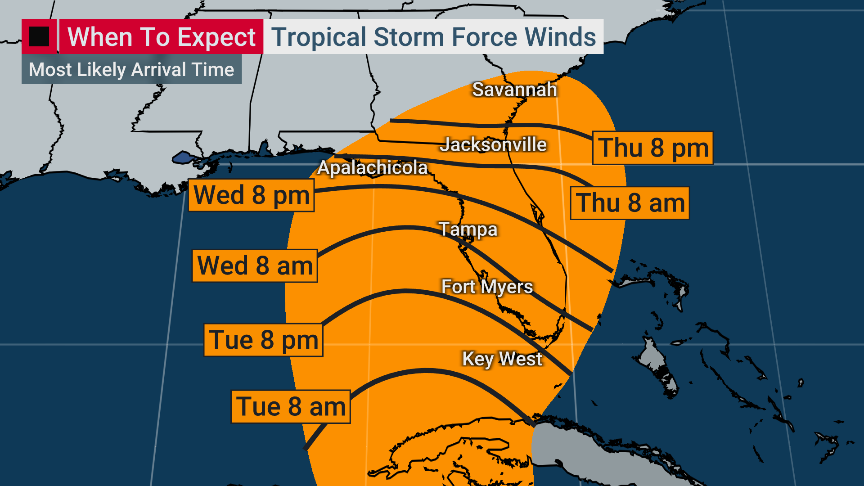 When To Expect Tropical Storm Force Winds
Most Likely Arrival Time
Savannah
Jacksonville
Thu 8 pm
Apalachicola
Wed 8 pm
Thu 8 am
Tampa
Wed 8 am
Fort Myers
Tue 8 pm
Key West
Tue 8 am